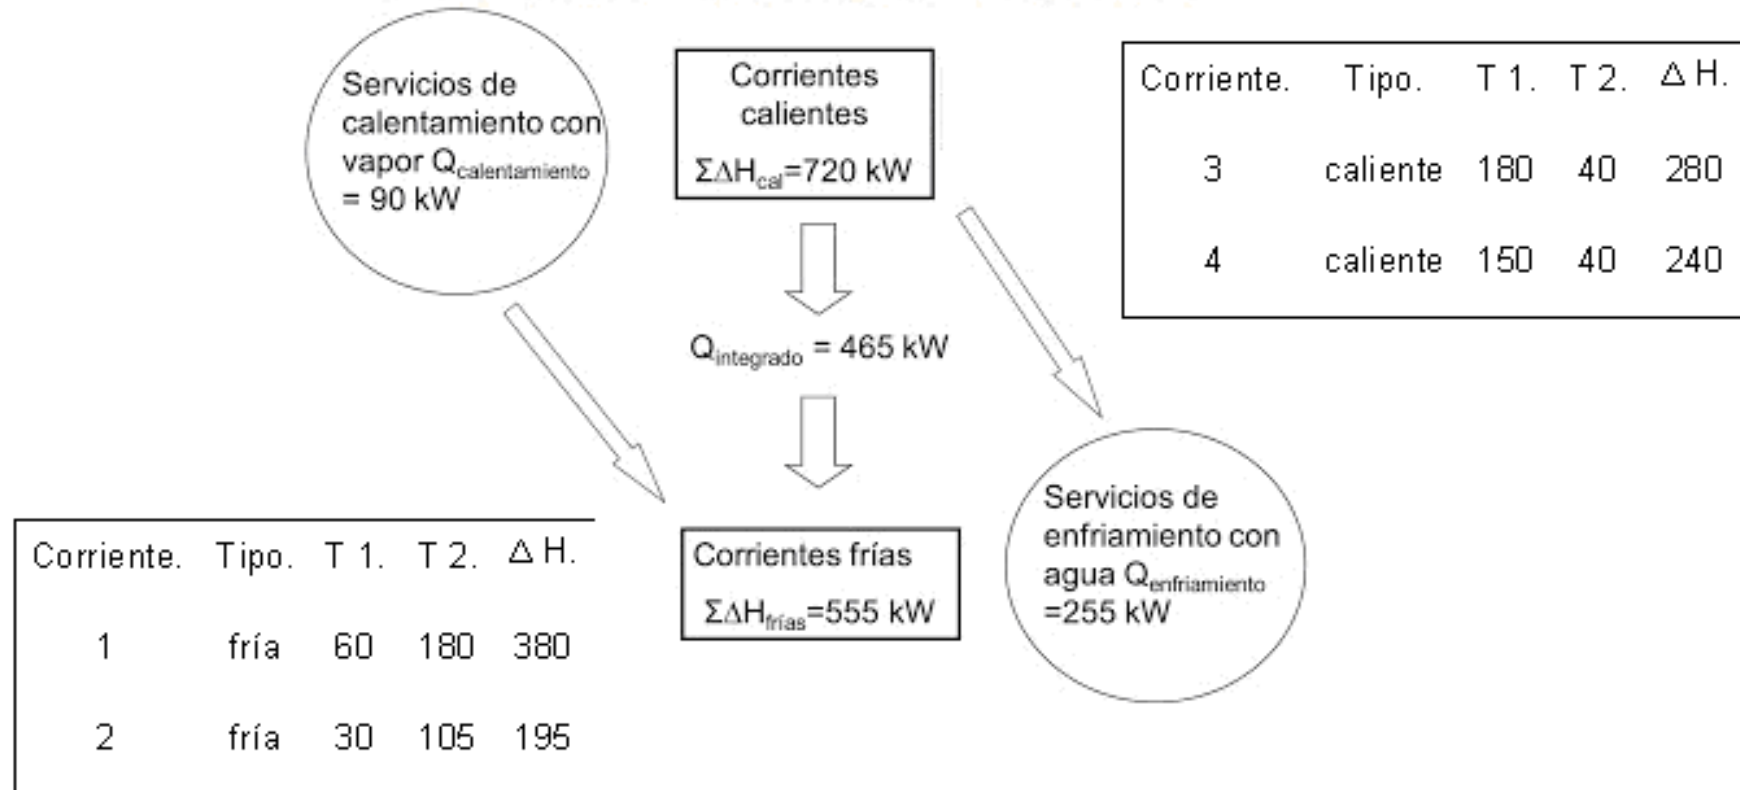 Servicios de
calentamiento con
vapor Qcalentamiento
= 90 kW
Corrientes
calientes
ΣΔHcal=720 kW
Corriente. Tipo. T 1. T 2. Δ H.
3 caliente 180 40 280
4 caliente 150 40 240
Qintegrado = 465 kW
Corriente. Tipo. T 1. T 2. Δ H.
1 fría 60 180 380
2 fría 30 105 195
Corrientes frías
ΣΔHfrías=555 kW
Servicios de
enfriamiento con
agua Qenfriamiento
=255 kW